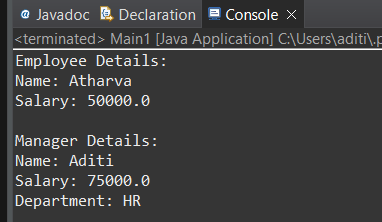 @ Javadoc Declaration Console ×
<terminated> Main1 [Java Application] C:\Users\aditi\.p
Employee Details:
Name: Atharva
Salary: 50000.0
Manager Details:
Name: Aditi
Salary: 75000.0
Department: HR